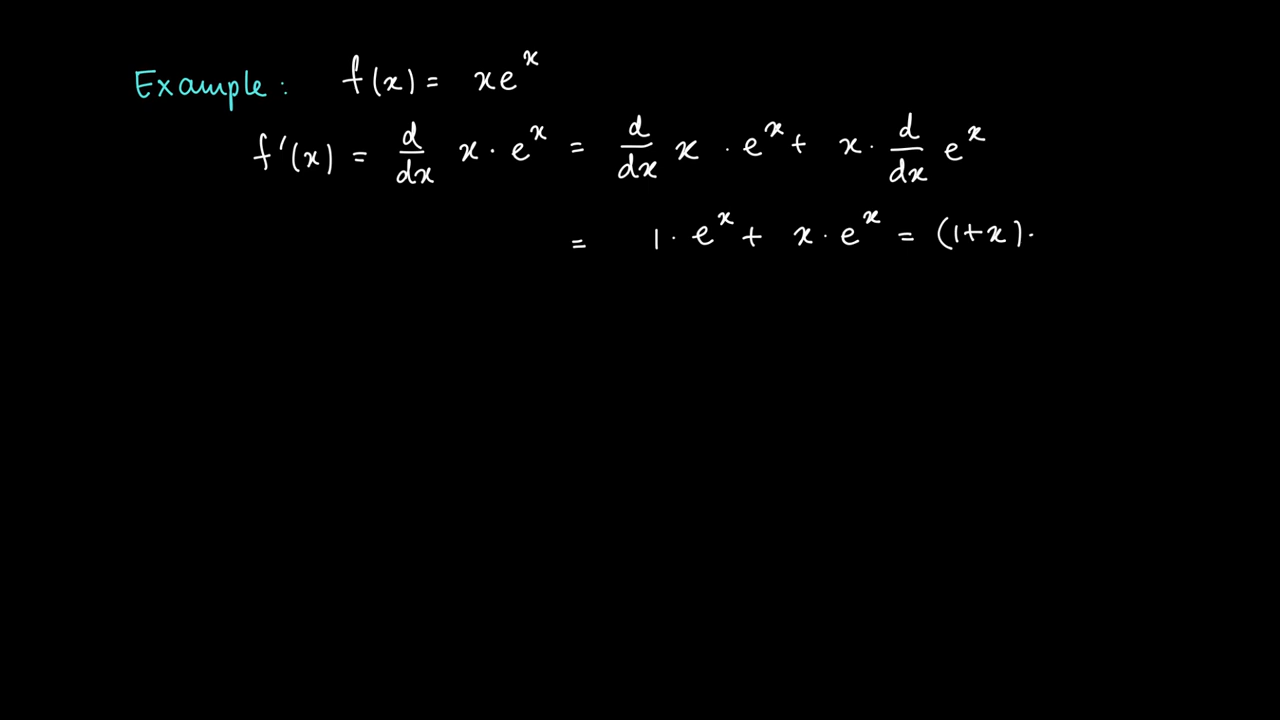 Example: f(x) = xe^x
f'(x) = d/dx x · e^x = d/dx x · e^x + x · d/dx e^x
= 1 · e^x + x · e^x = (1+x) ·